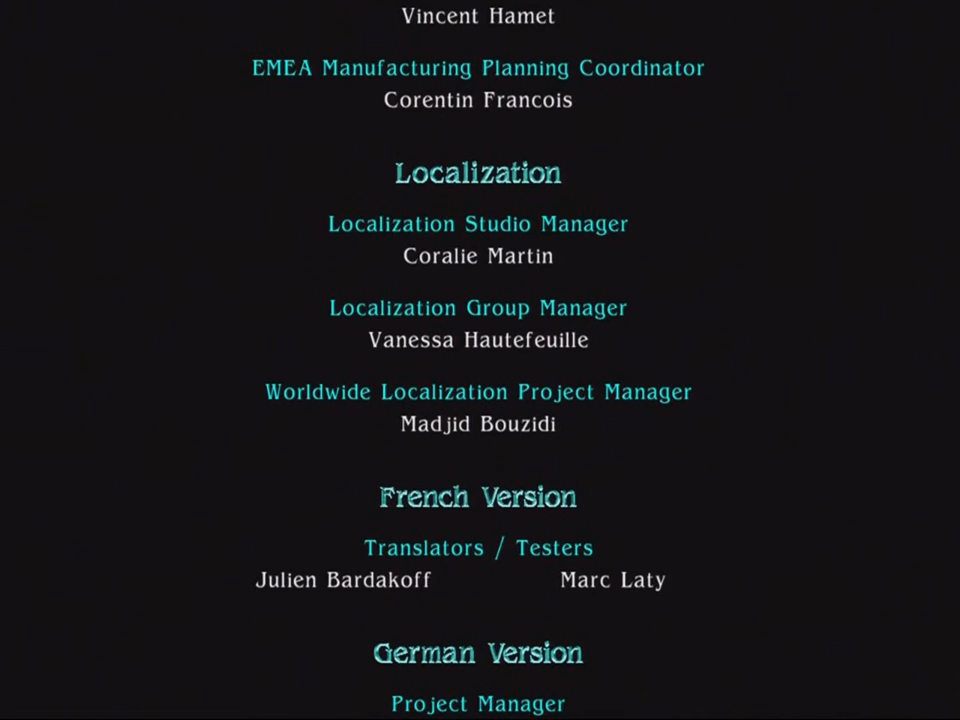 Vincent Hamet
EMEA Manufacturing Planning Coordinator
Corentin Francois
Localization
Localization Studio Manager
Coralie Martin
Localization Group Manager
Vanessa Hautefeuille
Worldwide Localization Project Manager
Madjid Bouzidi
French Version
Translators / Testers
Julien Bardakoff Marc Laty
German Version
Project Manager